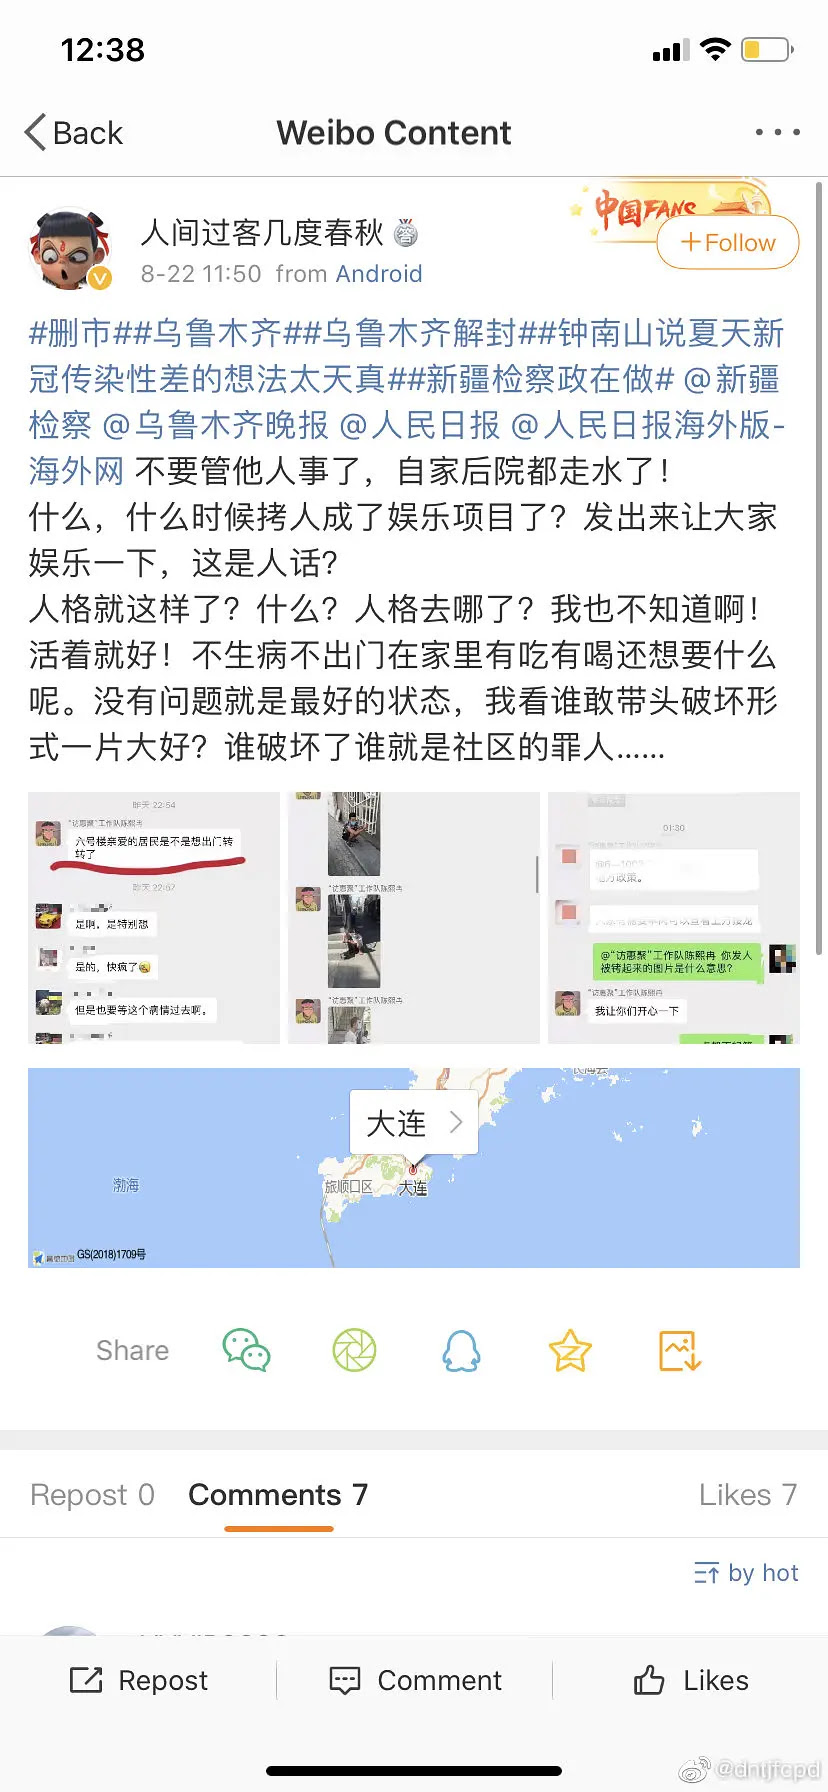 12:38
Back
Weibo Content
中国FANS
人间过客几度春秋
8-22 11:50 from Android
+Follow
#删市##乌鲁木齐##乌鲁木齐解封##钟南山说夏天新
冠传染性差的想法太天真##新疆检察政在做# @新疆
检察 @乌鲁木齐晚报 @人民日报 @人民日报海外版-
海外网 不要管他人事了，自家后院都走水了！
什么，什么时候拷人成了娱乐项目了？发出来让大家
娱乐一下，这是人话？
人格就这样了？什么？人格去哪了？我也不知道啊！
活着就好！不生病不出门在家里有吃有喝还想要什么
呢。没有问题就是最好的状态，我看谁敢带头破坏形
式一片大好？谁破坏了谁就是社区的罪人……
昨天 22:54
"访惠聚"工作队陈熙冉
六号楼亲爱的居民是不是想出门转
转了
昨天 22:57
是啊，是特别想
是的，快疯了
但是也要等这个病情过去啊。
"访惠聚"工作队陈熙冉
"访惠聚"工作队陈熙冉
01:30
地方政策。
@"访惠聚"工作队陈熙冉 你发人
被铐起来的图片是什么意思？
"访惠聚"工作队陈熙冉
我让你们开心一下
大连
渤海
旅顺口区
大连
GS(2018)1709号
Share
Repost 0
Comments 7
Likes 7
by hot
Repost
Comment
Likes
@dntjfcpd